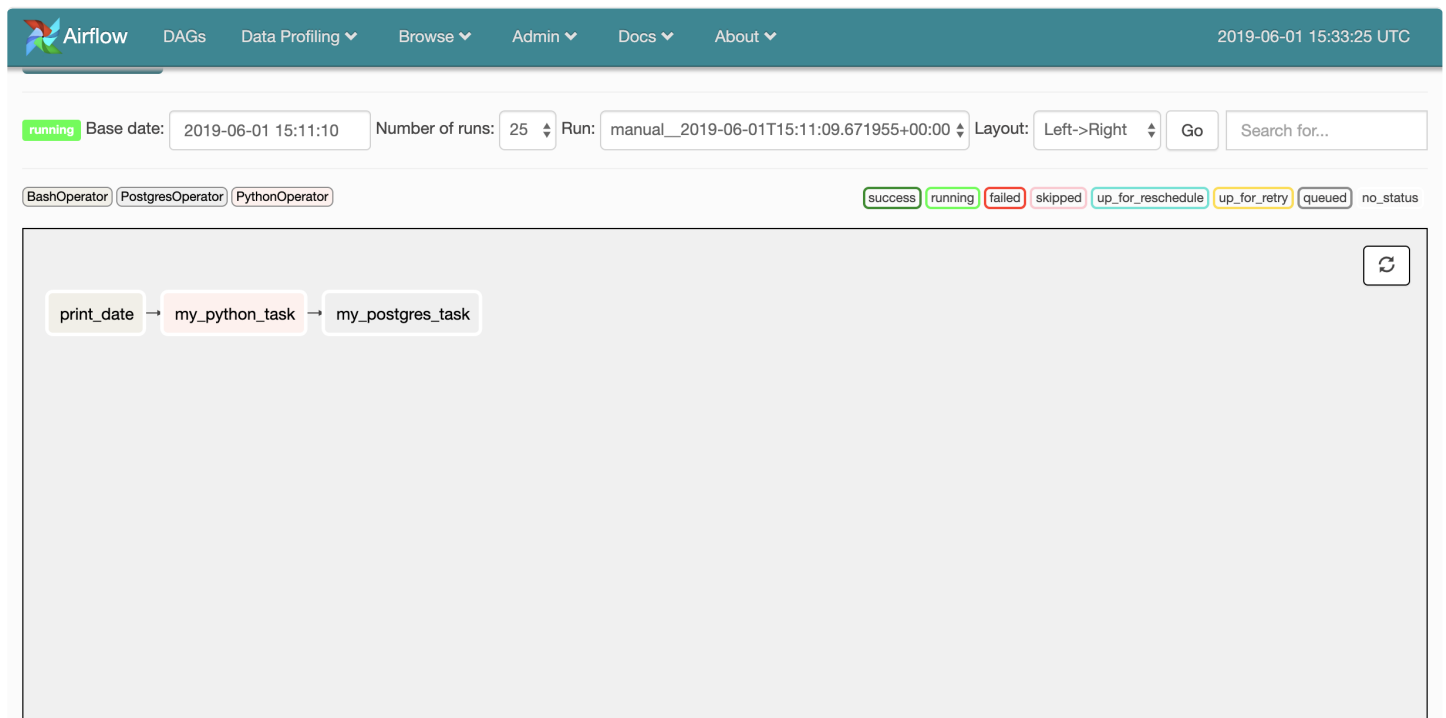 Airflow DAGs Data Profiling Browse Admin Docs About 2019-06-01 15:33:25 UTC
running Base date: 2019-06-01 15:11:10 Number of runs: 25 Run: manual__2019-06-01T15:11:09.671955+00:00 Layout: Left->Right Go Search for...
BashOperator PostgresOperator PythonOperator success running failed skipped up_for_reschedule up_for_retry queued no_status
print_date my_python_task my_postgres_task